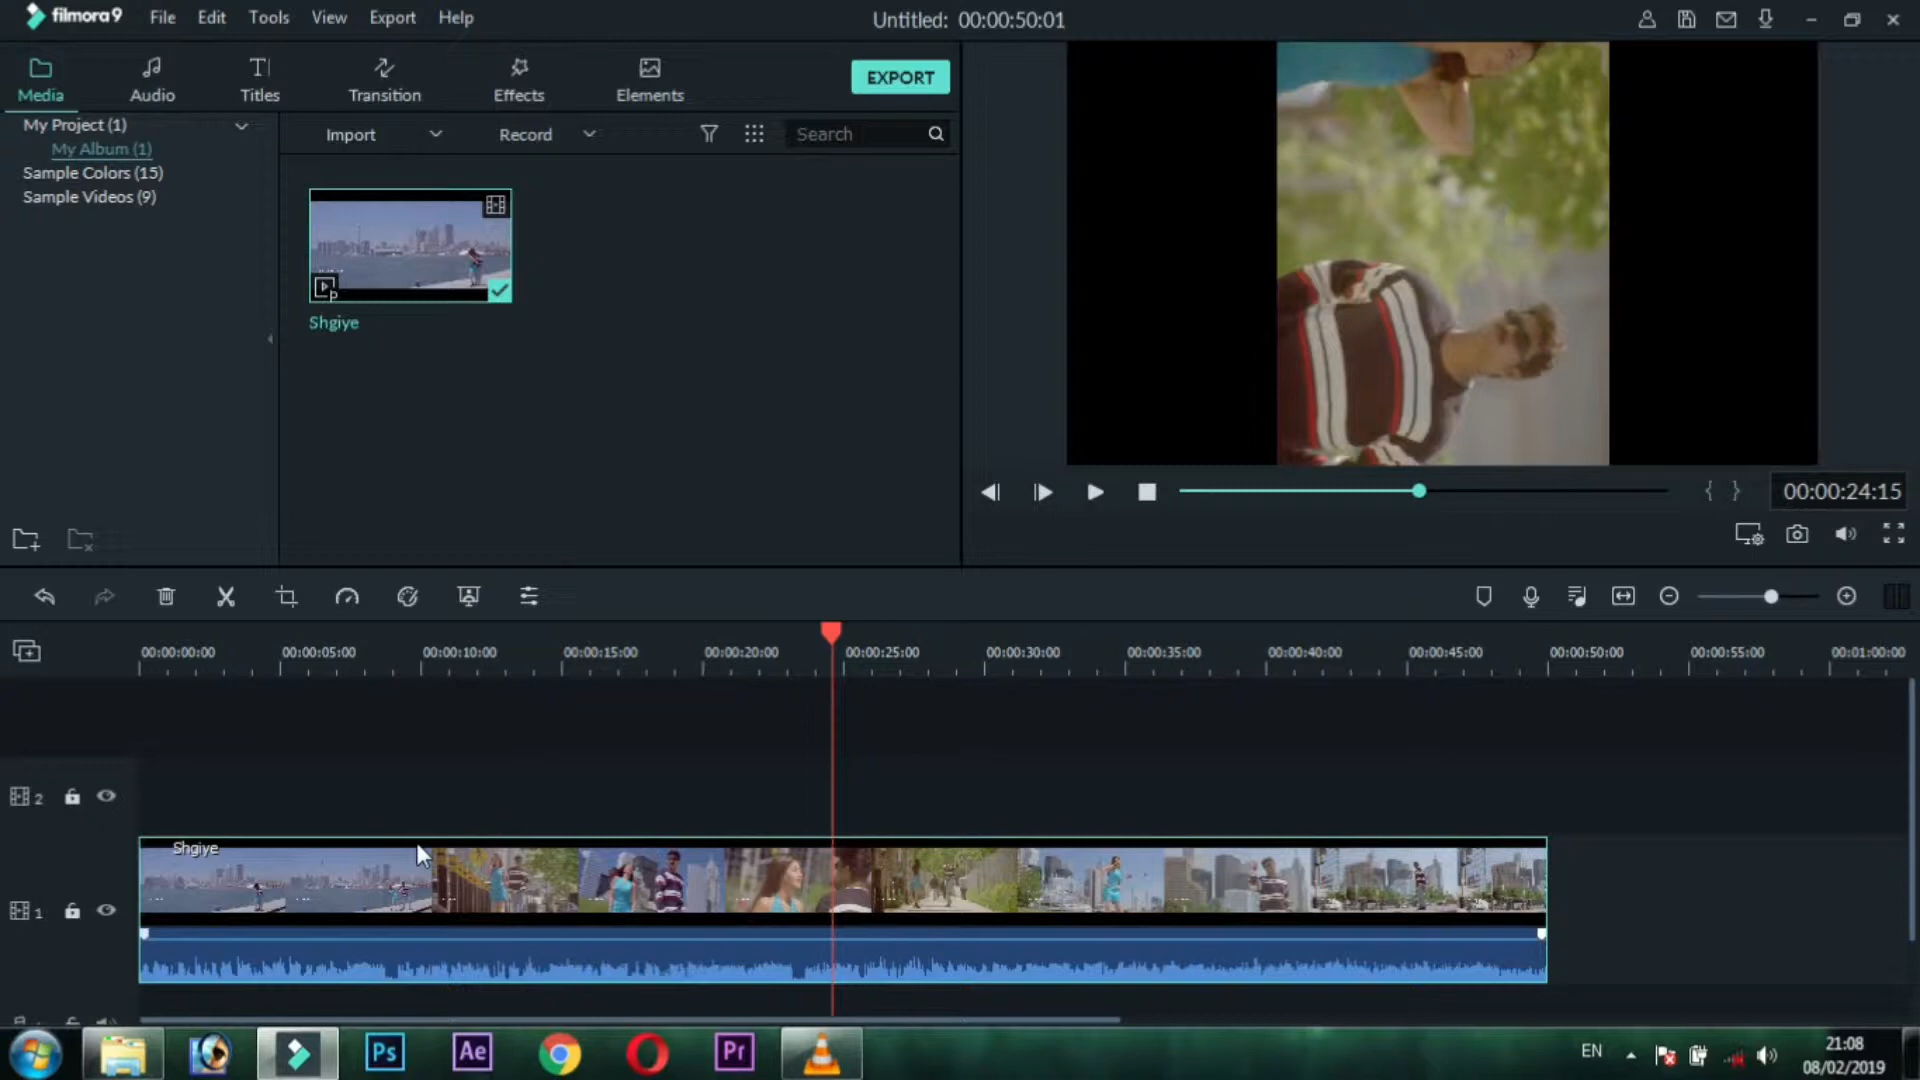 filmora9 File Edit Tools View Export Help Untitled: 00:00:50:01
Media Audio Titles Transition Effects Elements EXPORT
My Project (1)
My Album (1)
Sample Colors (15)
Sample Videos (9)
Import Record Search
Shgiye
00:00:24:15
00:00:00:00 00:00:05:00 00:00:10:00 00:00:15:00 00:00:20:00 00:00:25:00 00:00:30:00 00:00:35:00 00:00:40:00 00:00:45:00 00:00:50:00 00:00:55:00 00:01:00:00
2
Shgiye
1
Ps Ae Pr EN 21:08
08/02/2019